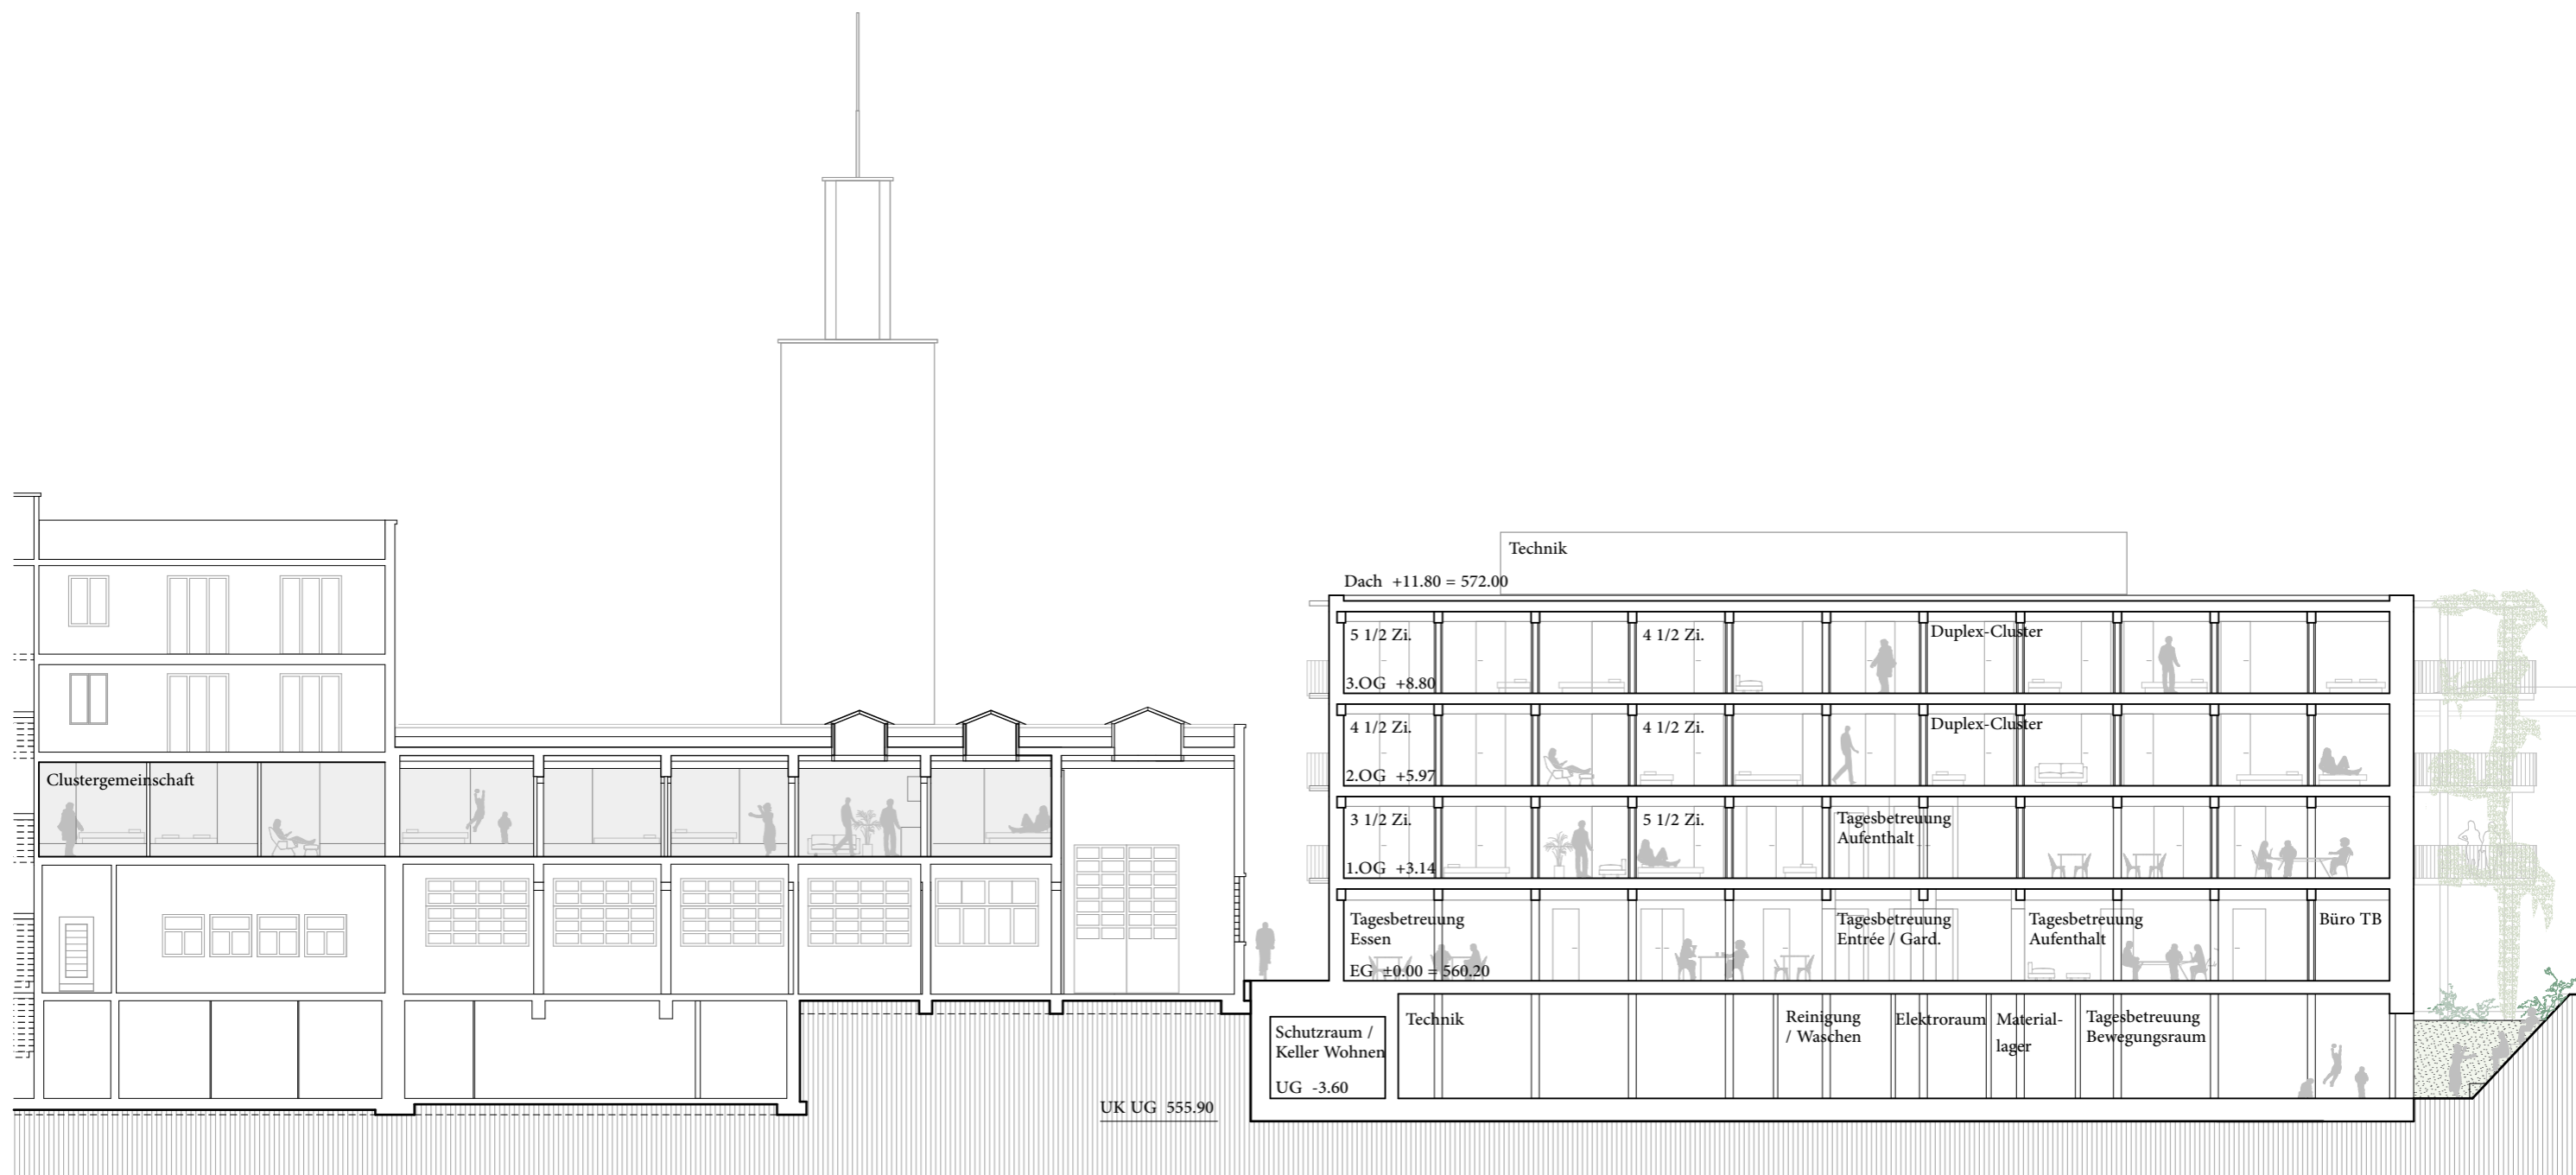 Technik
Dach +11.80 = 572.00
5 1/2 Zi.
4 1/2 Zi.
Duplex-Cluster
3.OG +8.80
4 1/2 Zi.
4 1/2 Zi.
Duplex-Cluster
2.OG +5.97
Clustergemeinschaft
3 1/2 Zi.
5 1/2 Zi.
Tagesbetreuung
Aufenthalt
1.OG +3.14
Tagesbetreuung
Essen
Tagesbetreuung
Entrée / Gard.
Tagesbetreuung
Aufenthalt
Büro TB
EG ±0.00 = 560.20
Schutzraum /
Keller Wohnen
UG -3.60
Technik
Reinigung
/ Waschen
Elektroraum
Material-
lager
Tagesbetreuung
Bewegungsraum
UK UG 555.90